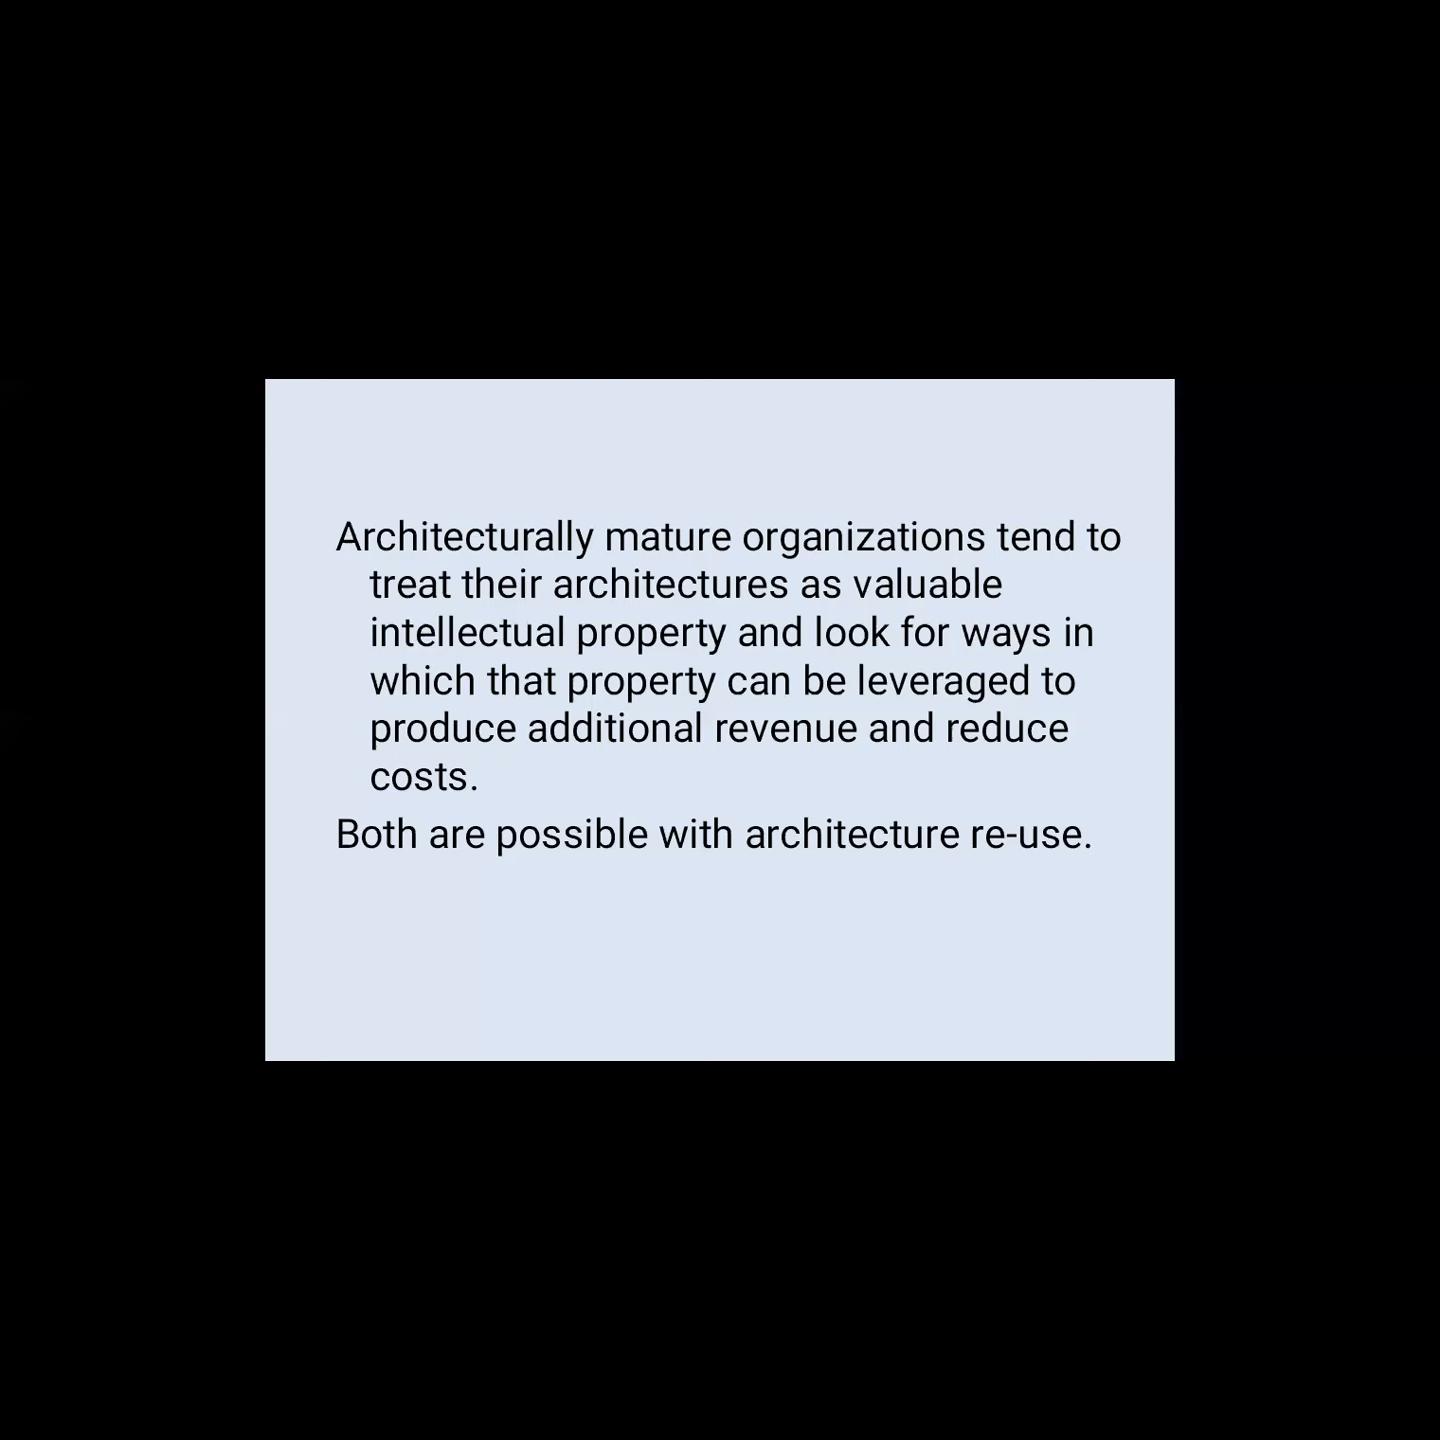 Architecturally mature organizations tend to
treat their architectures as valuable
intellectual property and look for ways in
which that property can be leveraged to
produce additional revenue and reduce
costs.
Both are possible with architecture re-use.